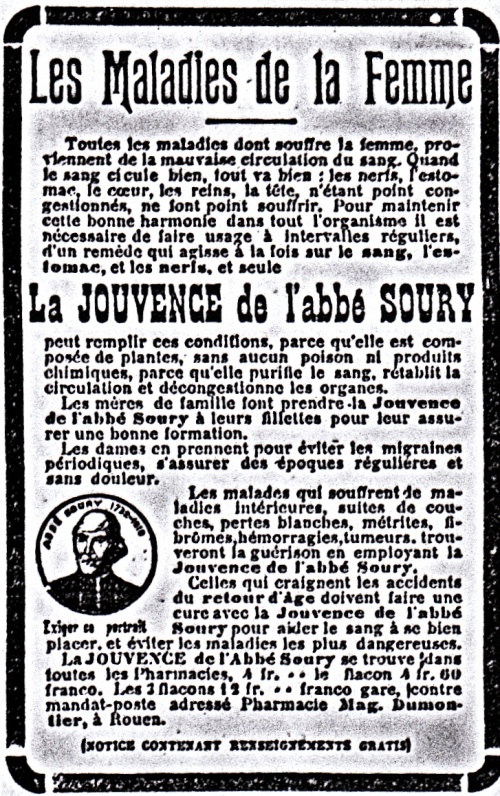 Les Maladies de la Femme
Toutes les maladies dont souffre la femme, pro-
viennent de la mauvaise circulation du sang. Quand
le sang cicule bien, tout va bien : les nerfs, l'esto-
mac, le cœur, les reins, la tête, n'étant point con-
gestionnés, ne font point souffrir. Pour maintenir
cette bonne harmonie dans tout l'organisme il est
nécessaire de faire usage à intervalles réguliers,
d'un remède qui agisse à la fois sur le sang, l'es-
tomac, et les nerfs, et seule
La JOUVENCE de l'abbé SOURY
peut remplir ces conditions, parce qu'elle est com-
posée de plantes, sans aucun poison ni produits
chimiques, parce qu'elle purifie le sang, rétablit la
circulation et décongestionne les organes.
Les mères de famille font prendre la Jouvence
de l'abbé Soury à leurs fillettes pour leur assu-
rer une bonne formation.
Les dames en prennent pour éviter les migraines
périodiques, s'assurer des époques régulières et
sans douleur.
Les malades qui souffrent de ma-
ladies intérieures, suites de cou-
ches, pertes blanches, métrites, fi-
brômes, hémorragies, tumeurs. trou-
veront la guérison en employant la
Jouvence de l'abbé Soury.
Celles qui craignent les accidents
du retour d'Age doivent faire une
cure avec la Jouvence de l'abbé
Soury pour aider le sang à se bien
placer, et éviter les maladies les plus dangereuses.
ABBÉ SOURY 1732-1810
Exiger ce portrait
La JOUVENCE de l'Abbé Soury se trouve dans
toutes les Pharmacies, 4 fr. •• le flacon 4 fr. 60
franco. Les 3 flacons 12 fr. •• franco gare, contre
mandat-poste adressé Pharmacie Mag. Dumon-
tier, à Rouen.
(NOTICE CONTENANT RENSEIGNEMENTS GRATIS)